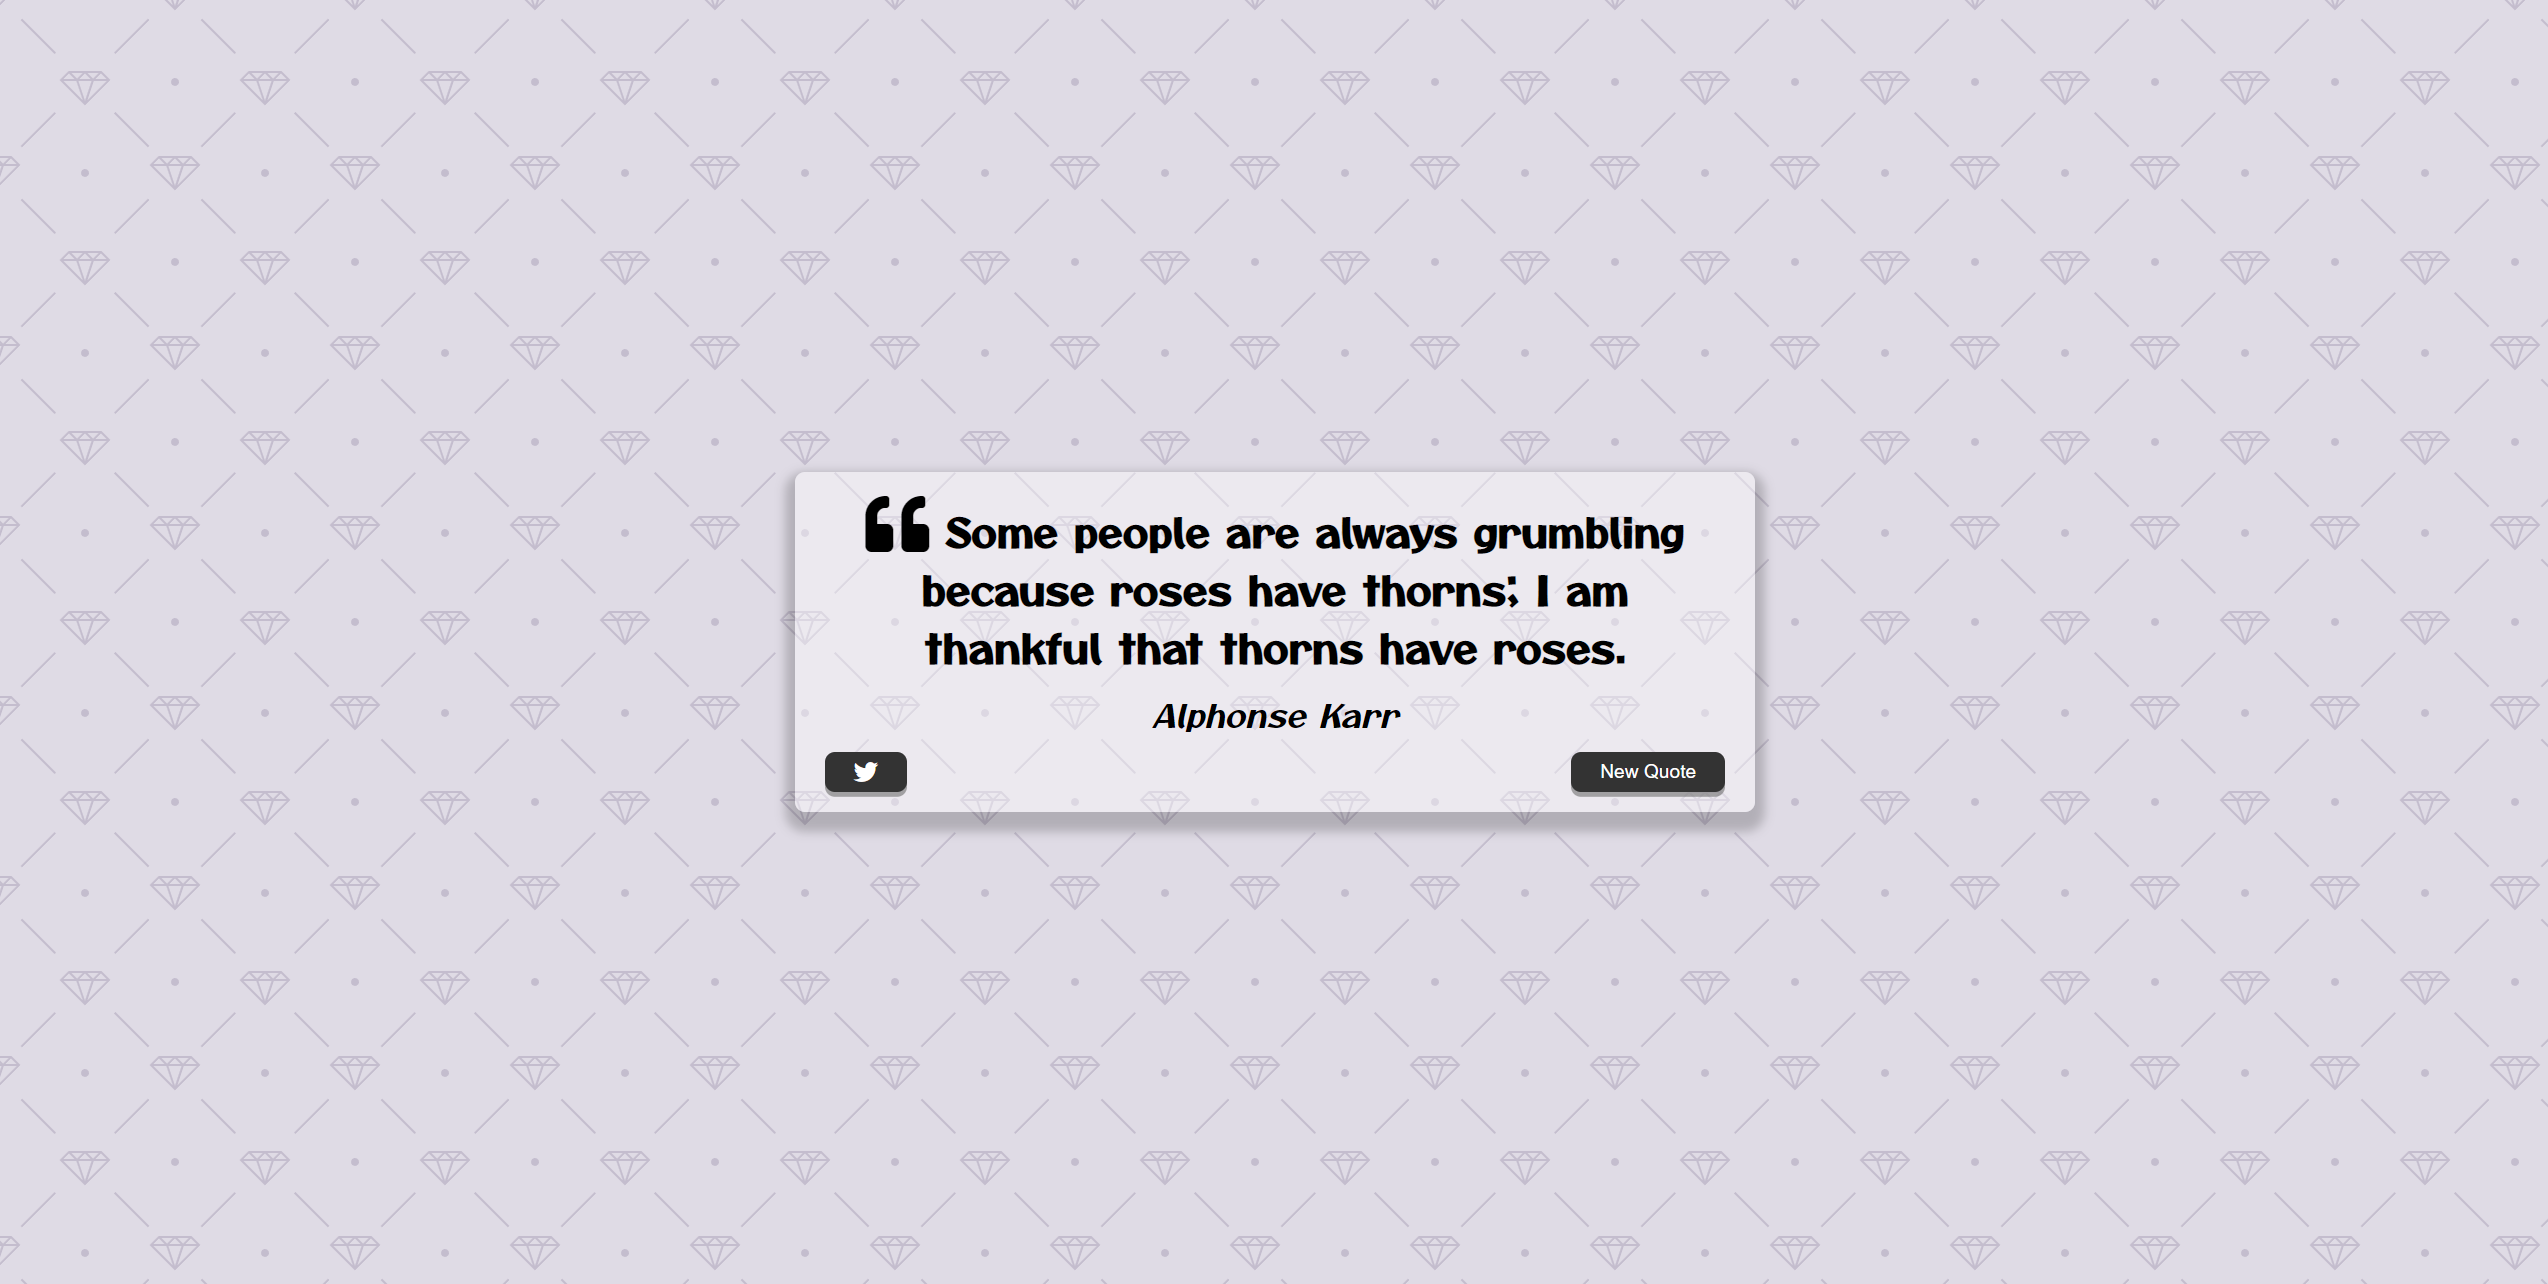 “ Some people are always grumbling
because roses have thorns; I am
thankful that thorns have roses.
Alphonse Karr
New Quote